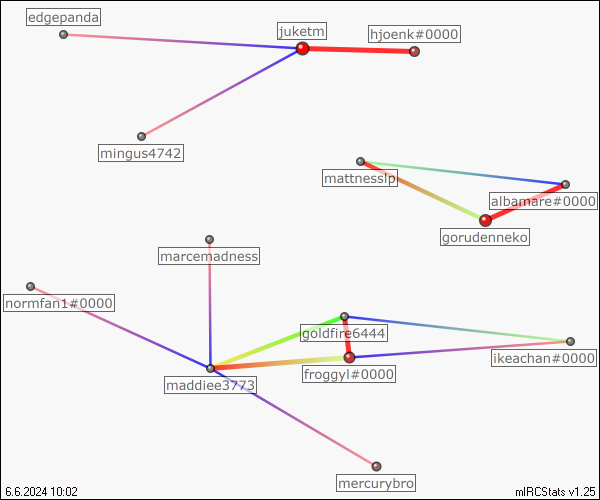 edgepanda
juketm
hjoenk#0000
mingus4742
mattnesslp
albamare#0000
gorudenneko
marcemadness
normfan1#0000
goldfire6444
ikeachan#0000
froggyl#0000
maddiee3773
mercurybro
6.6.2024 10:02
mIRCStats v1.25